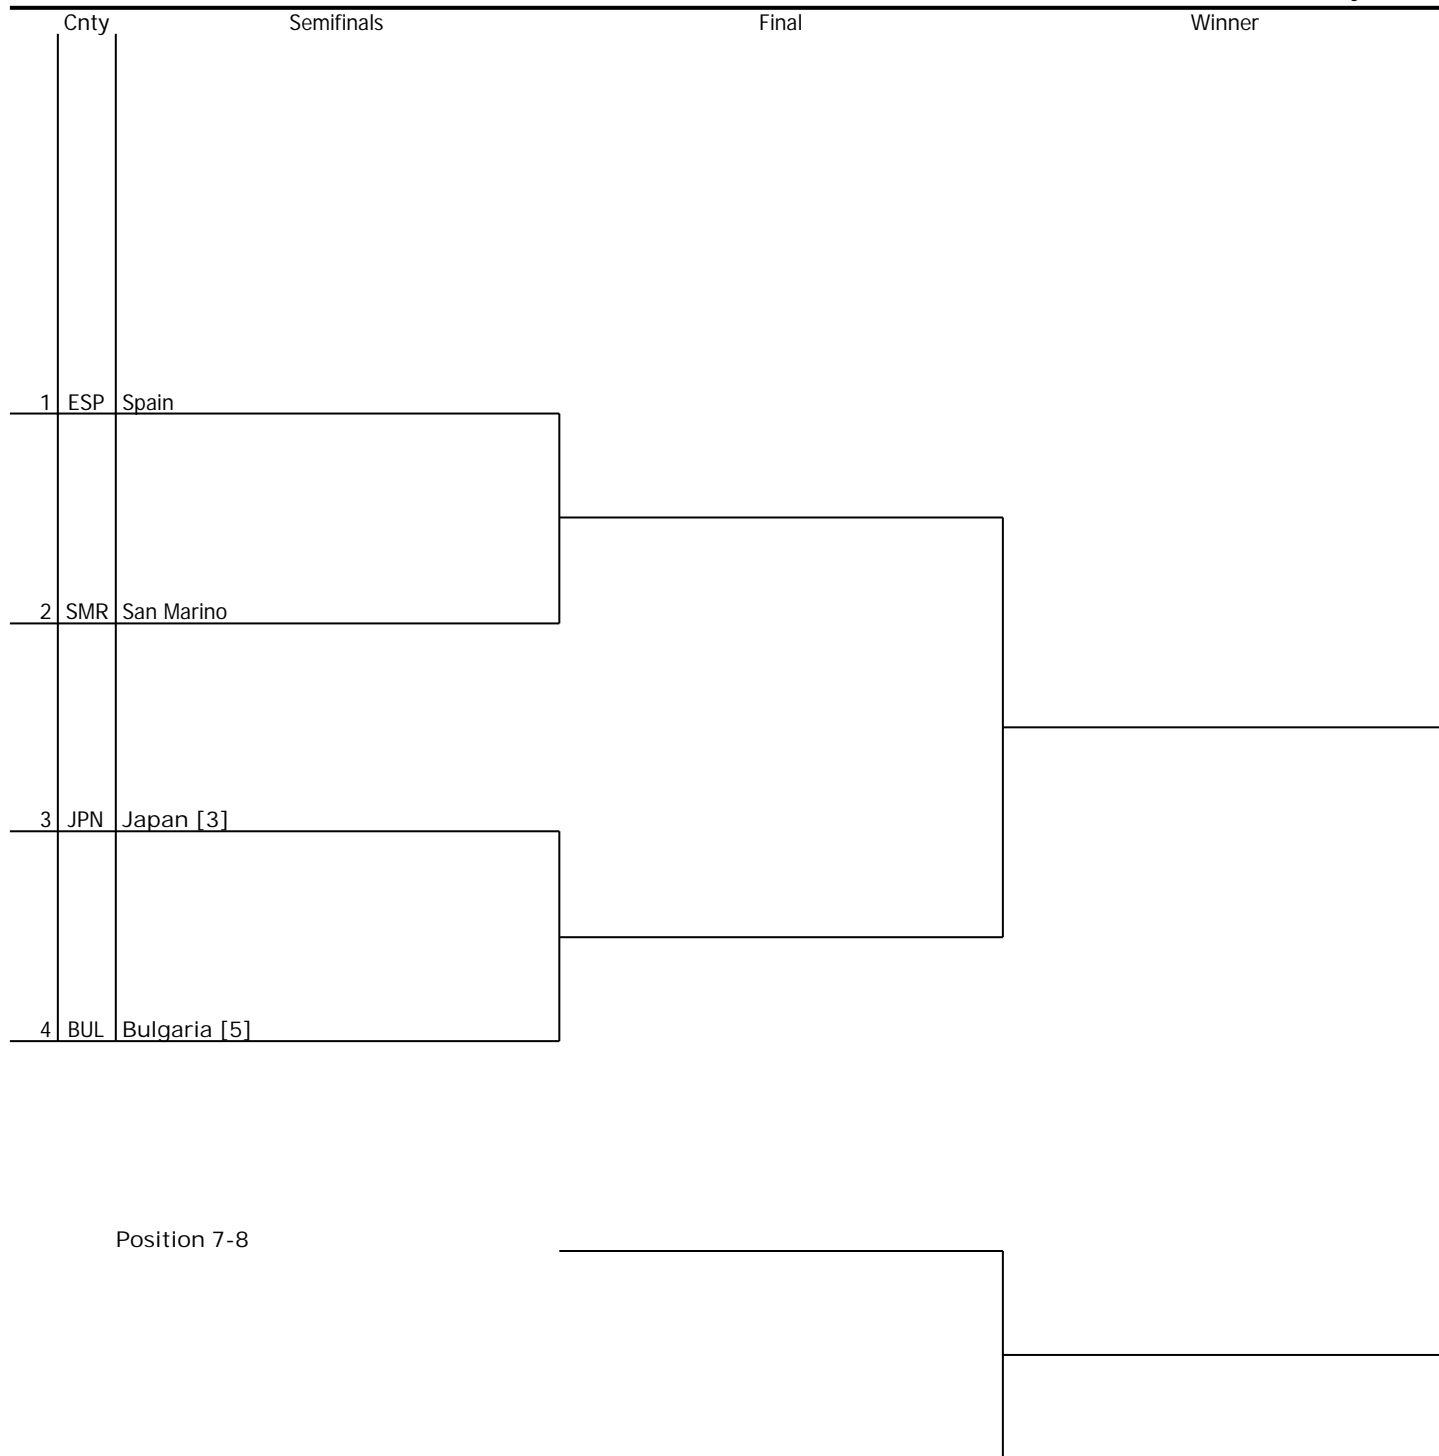 Cnty Semifinals Final Winner
1 ESP Spain
2 SMR San Marino
3 JPN Japan [3]
4 BUL Bulgaria [5]
Position 7-8